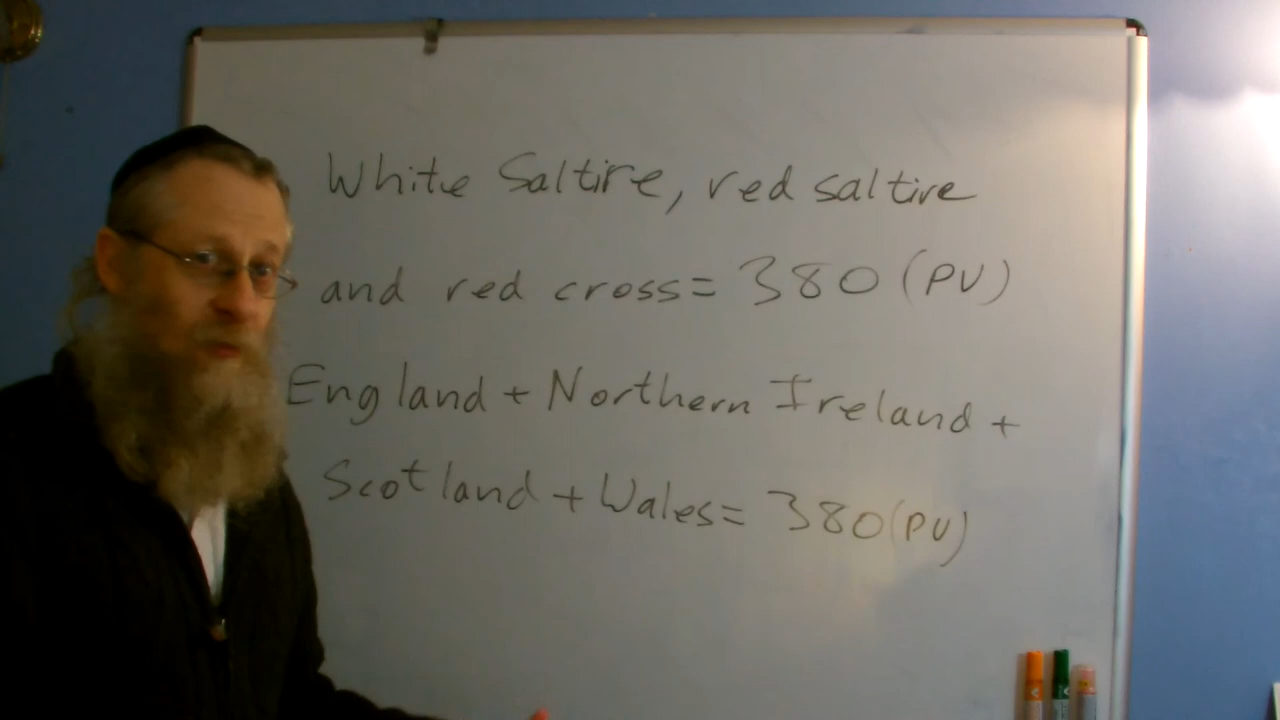 White Saltire, red saltire
and red cross= 380 (PV)
England + Northern Ireland +
Scotland + Wales= 380(PV)